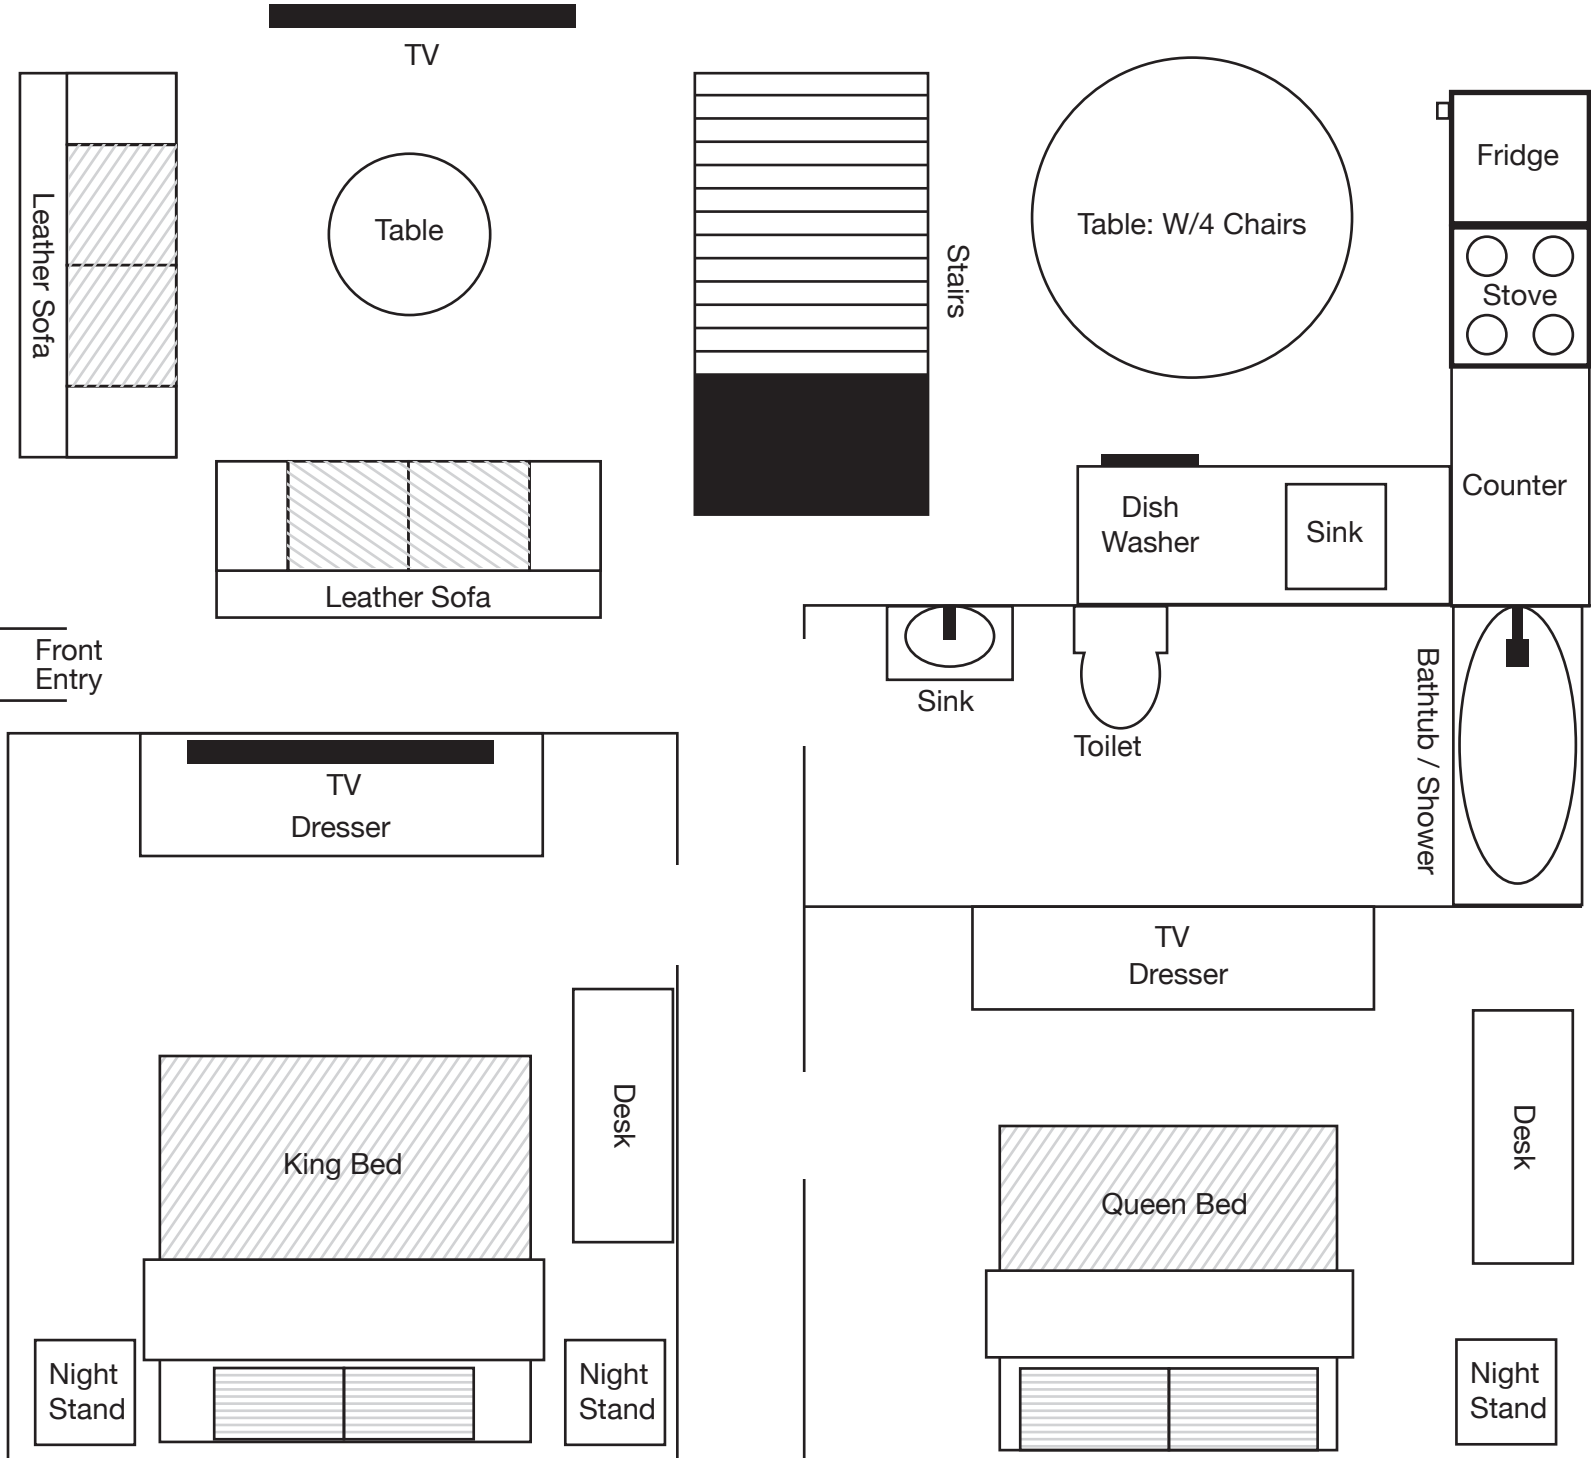 TV
Leather Sofa
Table
Stairs
Table: W/4 Chairs
Fridge
Stove
Counter
Dish
Washer
Sink
Leather Sofa
Front
Entry
Sink
Toilet
Bathtub / Shower
TV
Dresser
TV
Dresser
King Bed
Desk
Queen Bed
Desk
Night
Stand
Night
Stand
Night
Stand